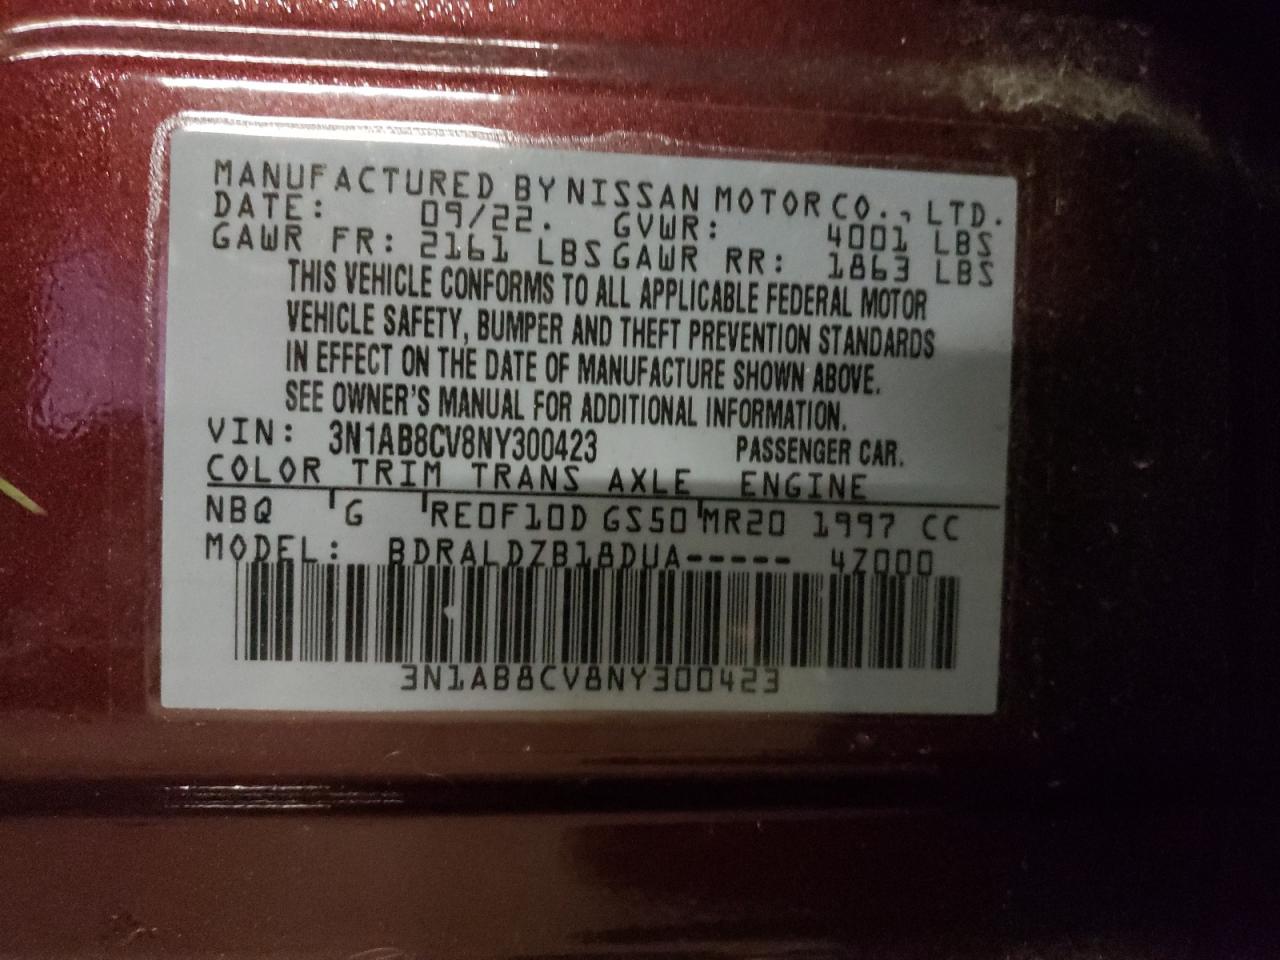 MANUFACTURED BY NISSAN MOTOR CO., LTD.
DATE: 09/22. GVWR: 4001 LBS
GAWR FR: 2161 LBS GAWR RR: 1863 LBS
THIS VEHICLE CONFORMS TO ALL APPLICABLE FEDERAL MOTOR
VEHICLE SAFETY, BUMPER AND THEFT PREVENTION STANDARDS
IN EFFECT ON THE DATE OF MANUFACTURE SHOWN ABOVE.
SEE OWNER'S MANUAL FOR ADDITIONAL INFORMATION.
VIN: 3N1AB8CV8NY300423 PASSENGER CAR.
COLOR TRIM TRANS AXLE ENGINE
NBQ G RE0F10D GS50 MR20 1997 CC
MODEL: BDRALDZB18DUA----- 4Z000
3N1AB8CV8NY300423